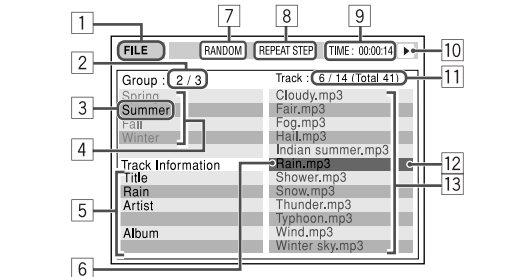 7 8 9
1
FILE RANDOM REPEAT STEP TIME : 00:00:14 10
2
Group : 2 / 3 Track : 6 / 14 (Total 41) 11
Spring
3 Summer
Fall
Winter
4
Cloudy.mp3
Fair.mp3
Fog.mp3
Hail.mp3
Indian summer.mp3
Rain.mp3 12
Shower.mp3 13
Snow.mp3
Thunder.mp3
Typhoon.mp3
Wind.mp3
Winter sky.mp3
Track Information
Title
5 Rain
Artist
Album
6